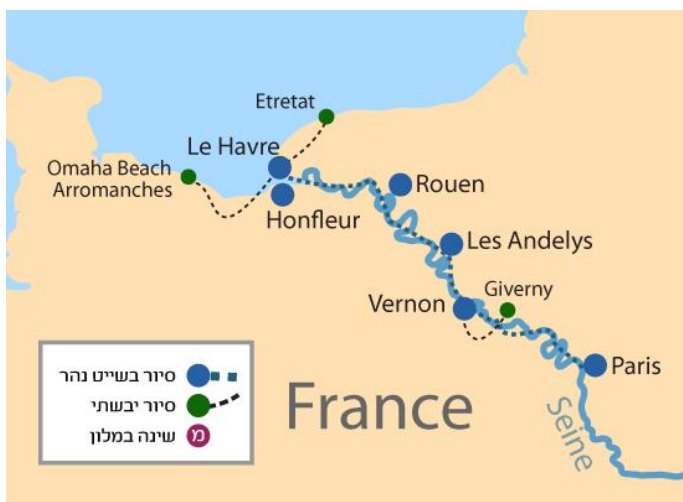 Etretat
Le Havre
Omaha Beach
Arromanches
Rouen
Honfleur
Les Andelys
Giverny
Vernon
Paris
France
Seine
סיור בשייט נהר
סיור יבשתי
שינה במלון
מ